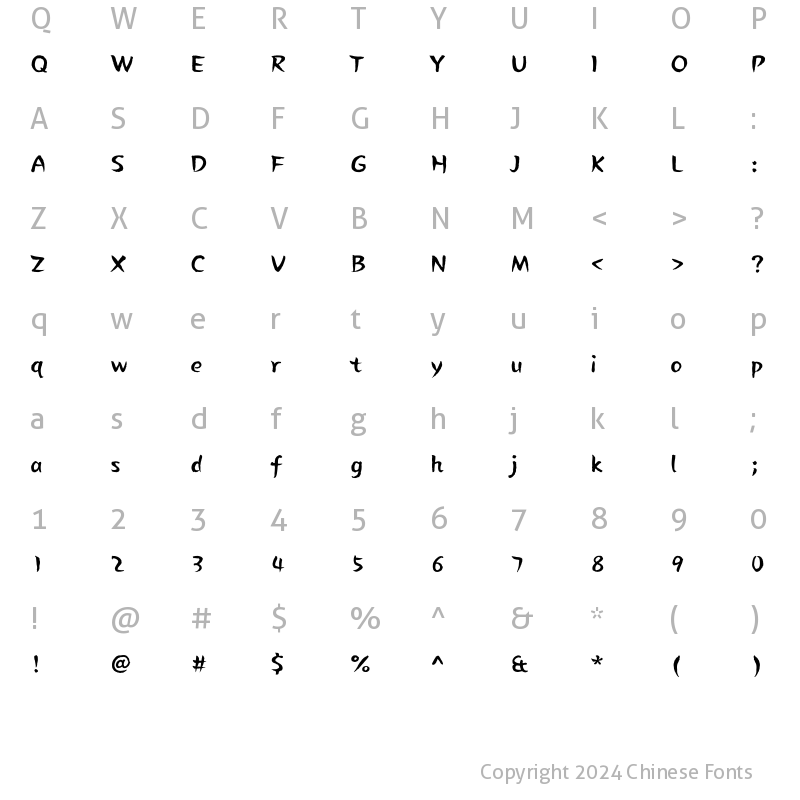 Q W E R T Y U I O P
Q W E R T Y U I O P
A S D F G H J K L :
A S D F G H J K L :
Z X C V B N M < > ?
Z X C V B N M < > ?
q w e r t y u i o p
q w e r t y u i o p
a s d f g h j k l ;
a s d f g h j k l ;
1 2 3 4 5 6 7 8 9 0
1 2 3 4 5 6 7 8 9 0
! @ # $ % ^ & * ( )
! @ # $ % ^ & * ( )
Copyright 2024 Chinese Fonts